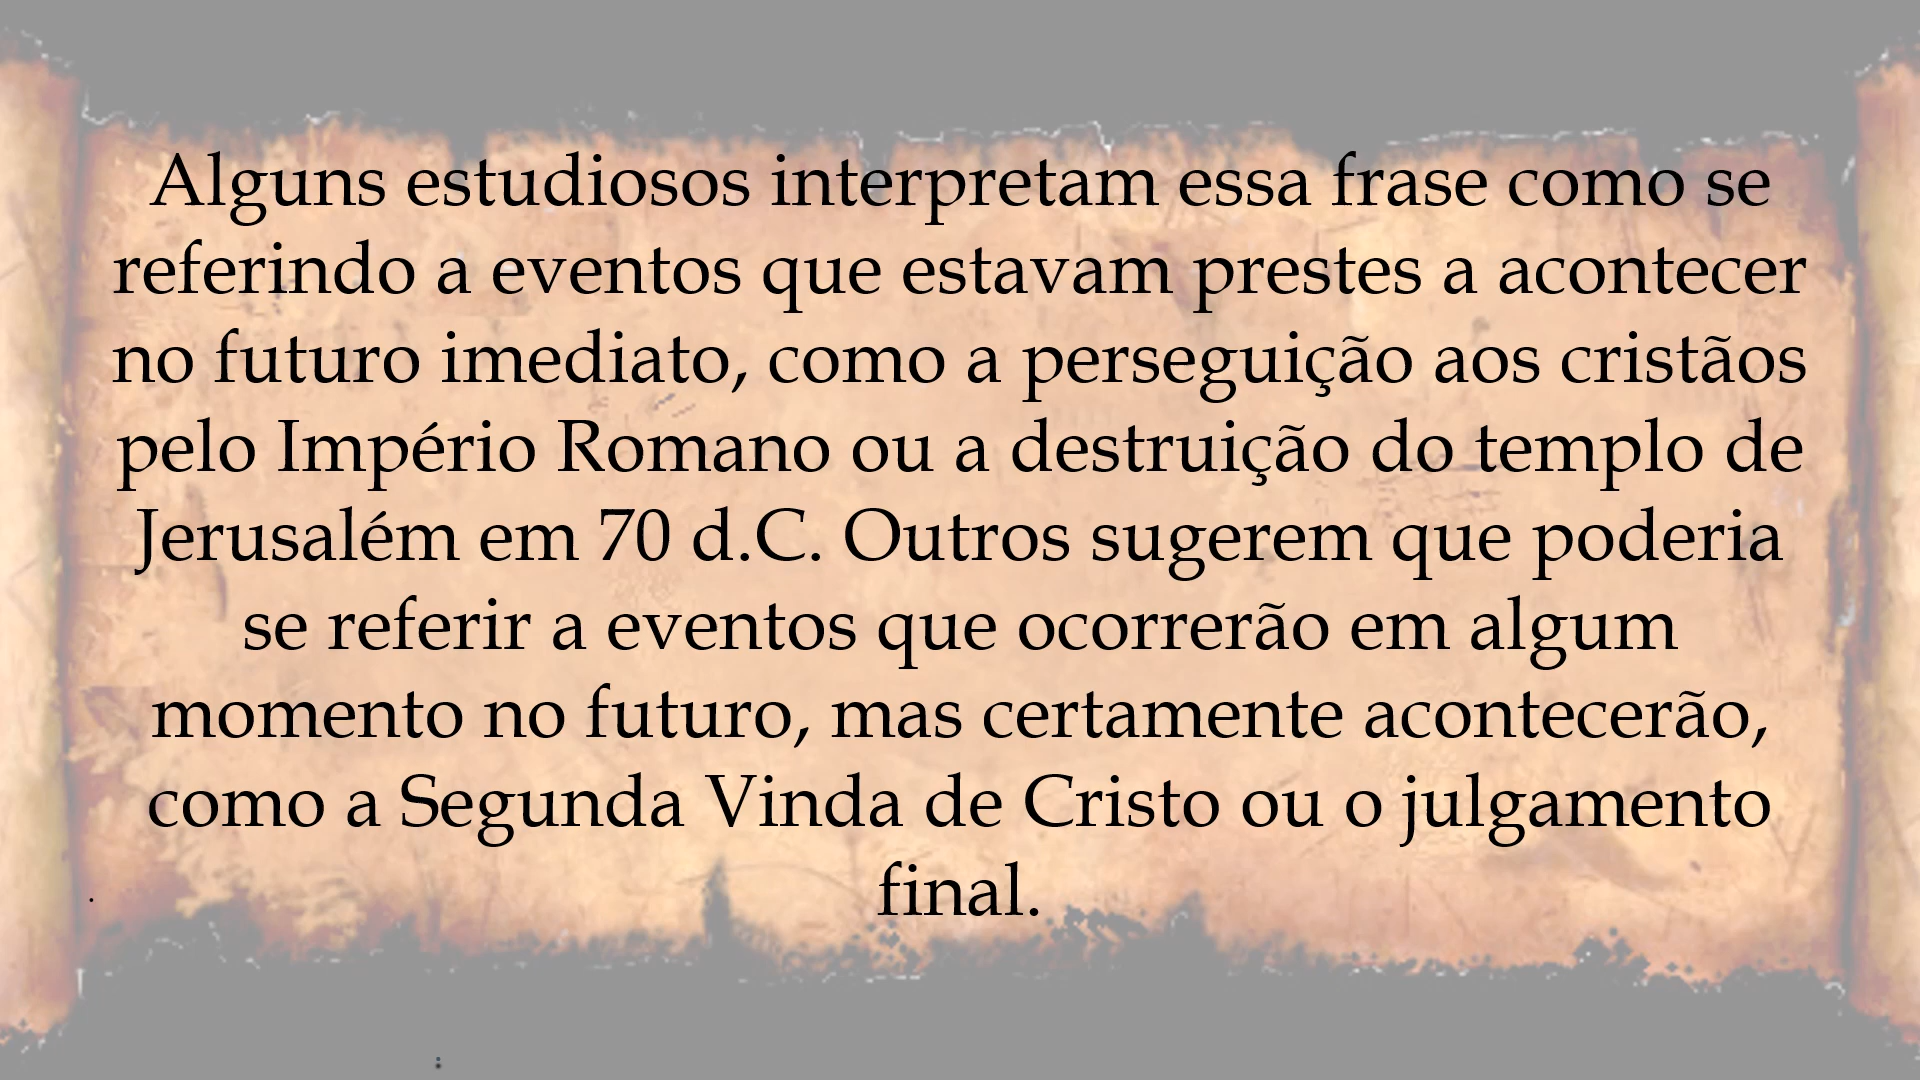 Alguns estudiosos interpretam essa frase como se
referindo a eventos que estavam prestes a acontecer
no futuro imediato, como a perseguição aos cristãos
pelo Império Romano ou a destruição do templo de
Jerusalém em 70 d.C. Outros sugerem que poderia
se referir a eventos que ocorrerão em algum
momento no futuro, mas certamente acontecerão,
como a Segunda Vinda de Cristo ou o julgamento
final.
.
: